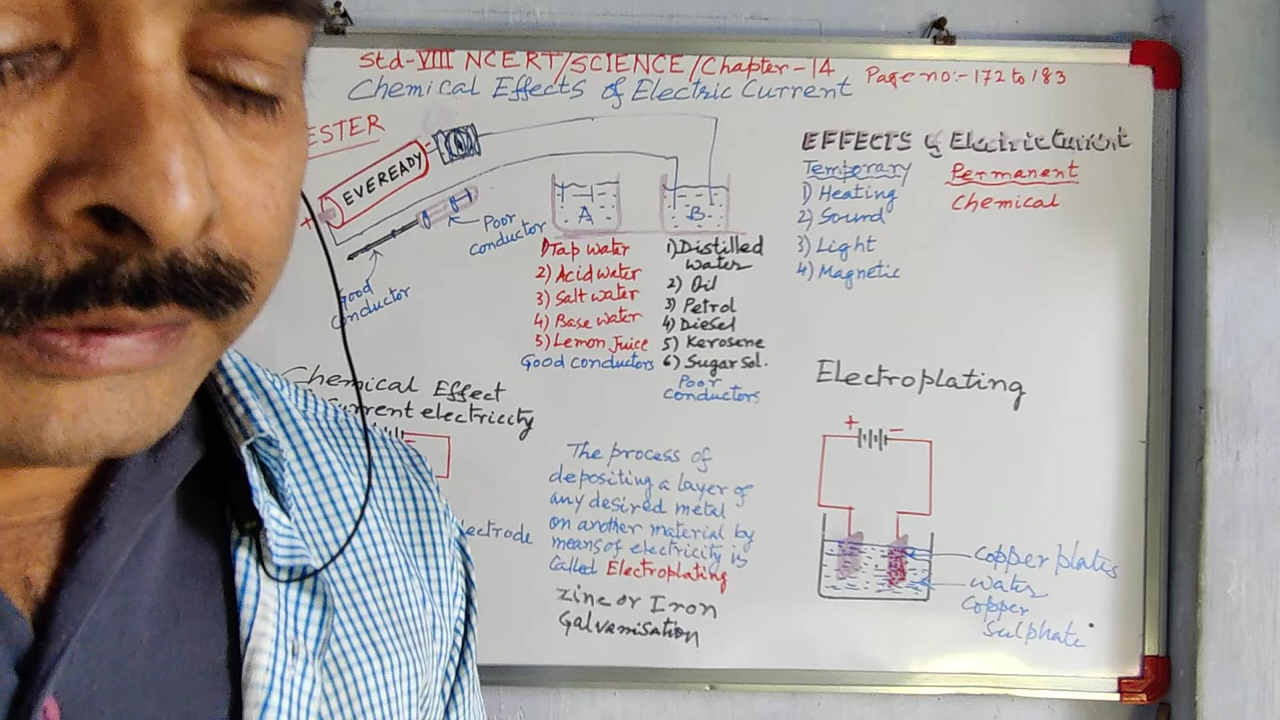 Std-VIII NCERT/SCIENCE/Chapter-14 Page no:- 172 to 183
Chemical Effects of Electric Current
ESTER
+
EVEREADY
-
Poor
conductor
Good
conductor
A
B
1) Tap water
2) Acid water
3) Salt water
4) Base water
5) Lemon Juice
Good conductors
1) Distilled
water
2) Oil
3) Petrol
4) Diesel
5) Kerosene
6) Sugar Sol.
Poor
conductors
EFFECTS of Electric Current
Temporary
1) Heating
2) Sound
3) Light
4) Magnetic
Permanent
Chemical
Chemical Effect
Current electricity
-
ectrode
The process of
depositing a layer of
any desired metal
on another material by
means of electricity is
called Electroplating
Zinc or Iron
Galvanisation
Electroplating
+ -
Copper plates
water
Copper
Sulphate